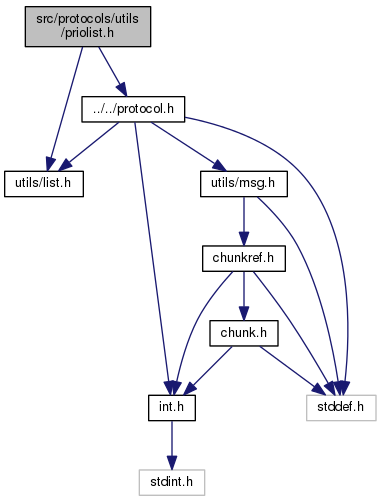 src/protocols/utils
/priolist.h
../../protocol.h
utils/list.h
utils/msg.h
chunkref.h
chunk.h
int.h
stddef.h
stdint.h